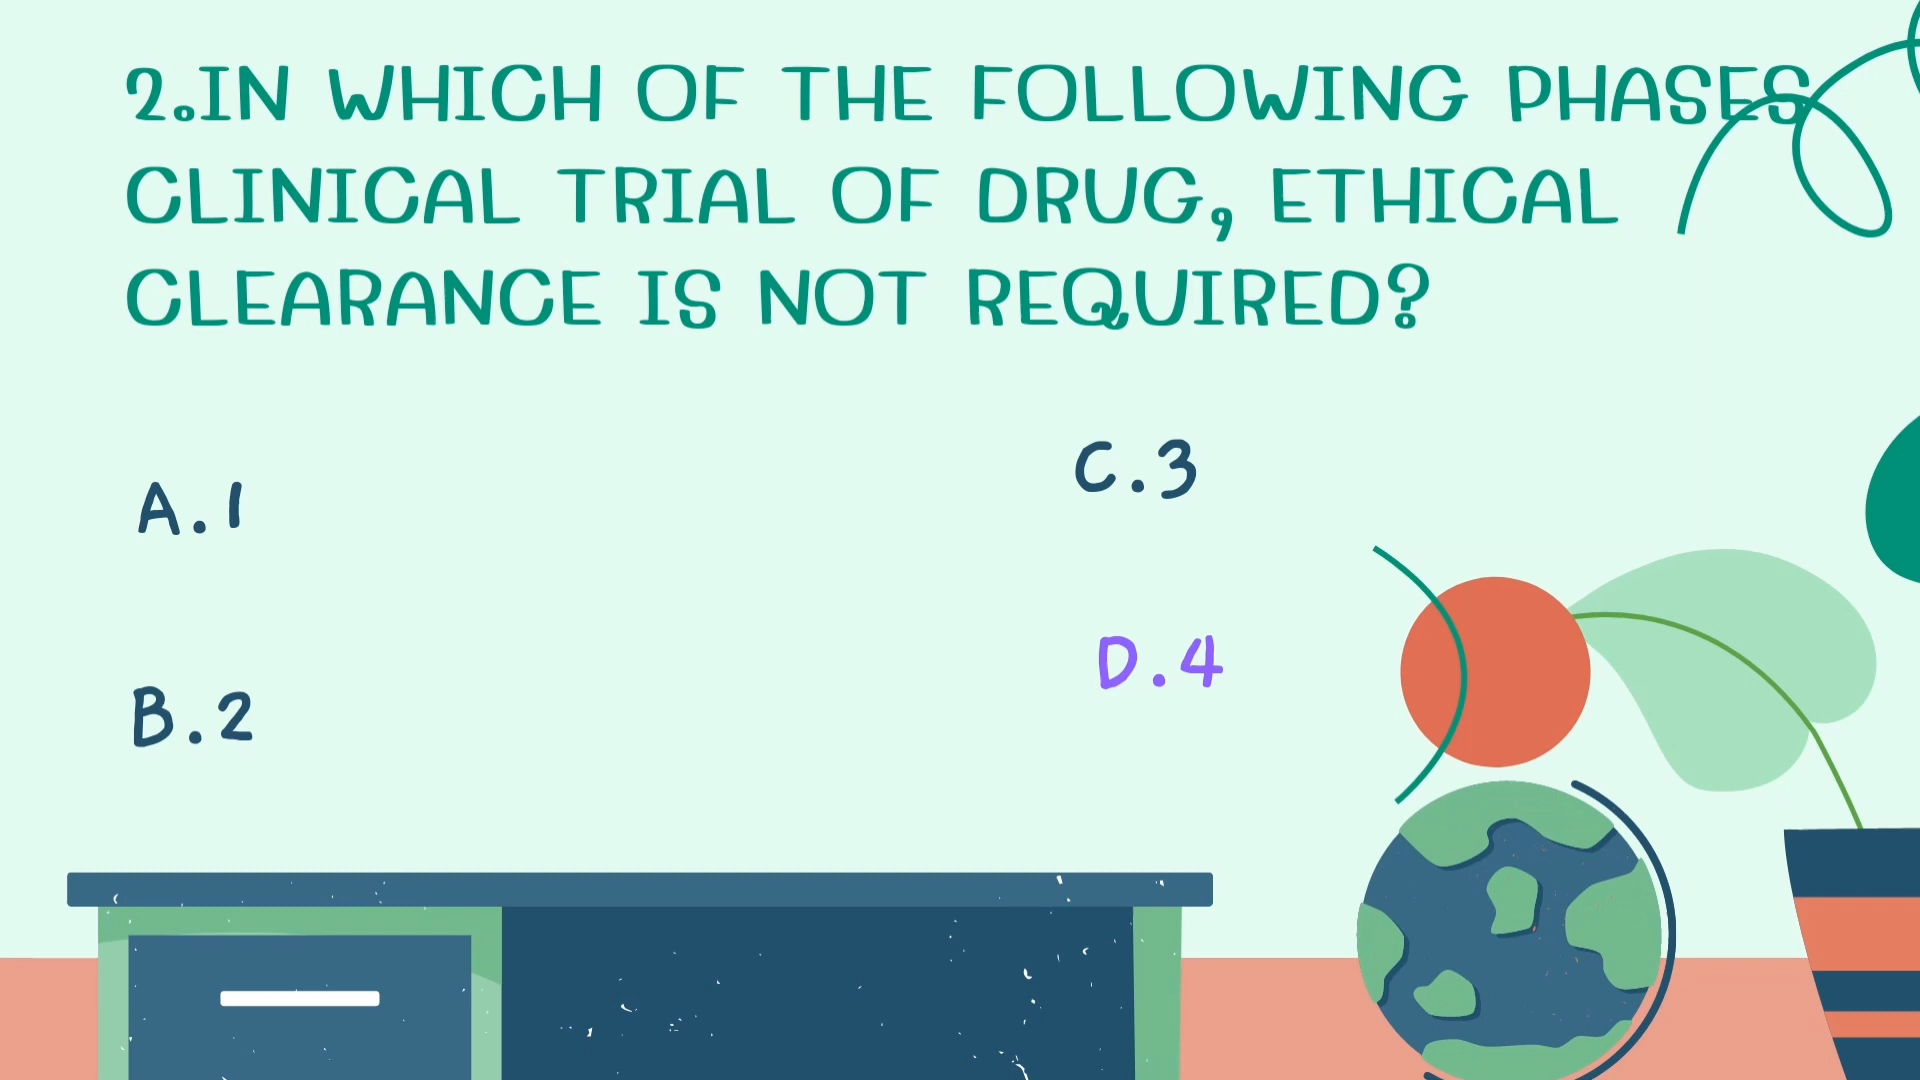 2.IN WHICH OF THE FOLLOWING PHASES
CLINICAL TRIAL OF DRUG, ETHICAL
CLEARANCE IS NOT REQUIRED?
A.1
B.2
C.3
D.4